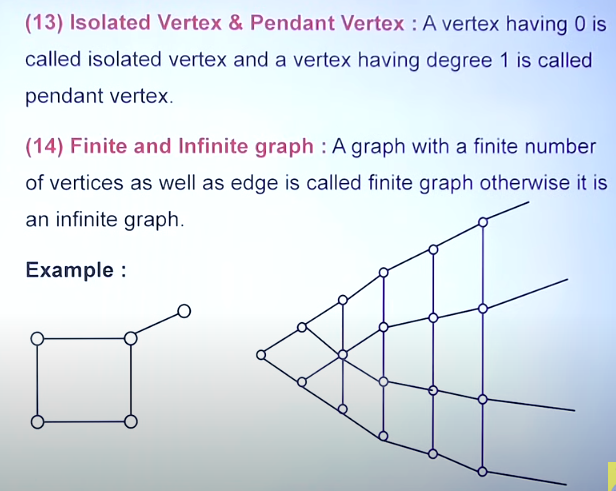 (13) Isolated Vertex & Pendant Vertex : A vertex having 0 is
called isolated vertex and a vertex having degree 1 is called
pendant vertex.
(14) Finite and Infinite graph : A graph with a finite number
of vertices as well as edge is called finite graph otherwise it is
an infinite graph.
Example :